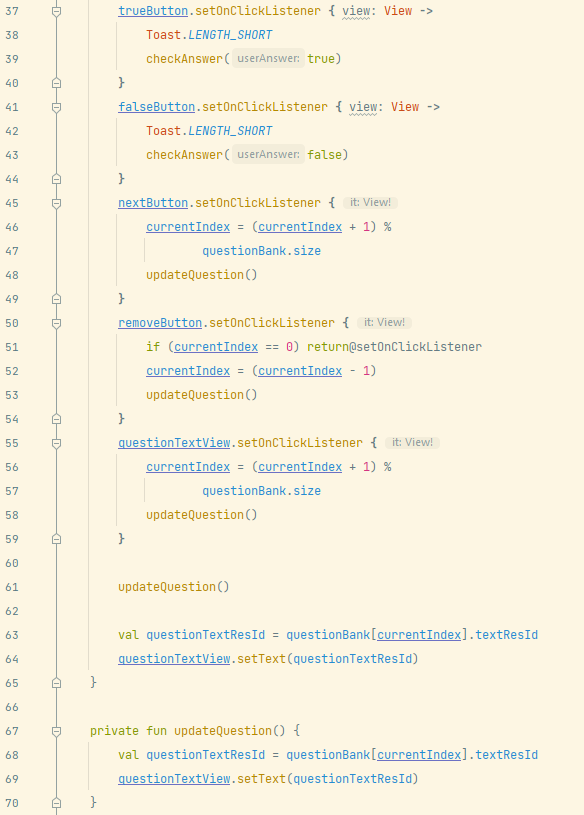 37 trueButton.setOnClickListener { view: View ->
38 Toast.LENGTH_SHORT
39 checkAnswer( userAnswer: true)
40 }
41 falseButton.setOnClickListener { view: View ->
42 Toast.LENGTH_SHORT
43 checkAnswer( userAnswer: false)
44 }
45 nextButton.setOnClickListener { it: View!
46 currentIndex = (currentIndex + 1) %
47 questionBank.size
48 updateQuestion()
49 }
50 removeButton.setOnClickListener { it: View!
51 if (currentIndex == 0) return@setOnClickListener
52 currentIndex = (currentIndex - 1)
53 updateQuestion()
54 }
55 questionTextView.setOnClickListener { it: View!
56 currentIndex = (currentIndex + 1) %
57 questionBank.size
58 updateQuestion()
59 }
60
61 updateQuestion()
62
63 val questionTextResId = questionBank[currentIndex].textResId
64 questionTextView.setText(questionTextResId)
65 }
66
67 private fun updateQuestion() {
68 val questionTextResId = questionBank[currentIndex].textResId
69 questionTextView.setText(questionTextResId)
70 }